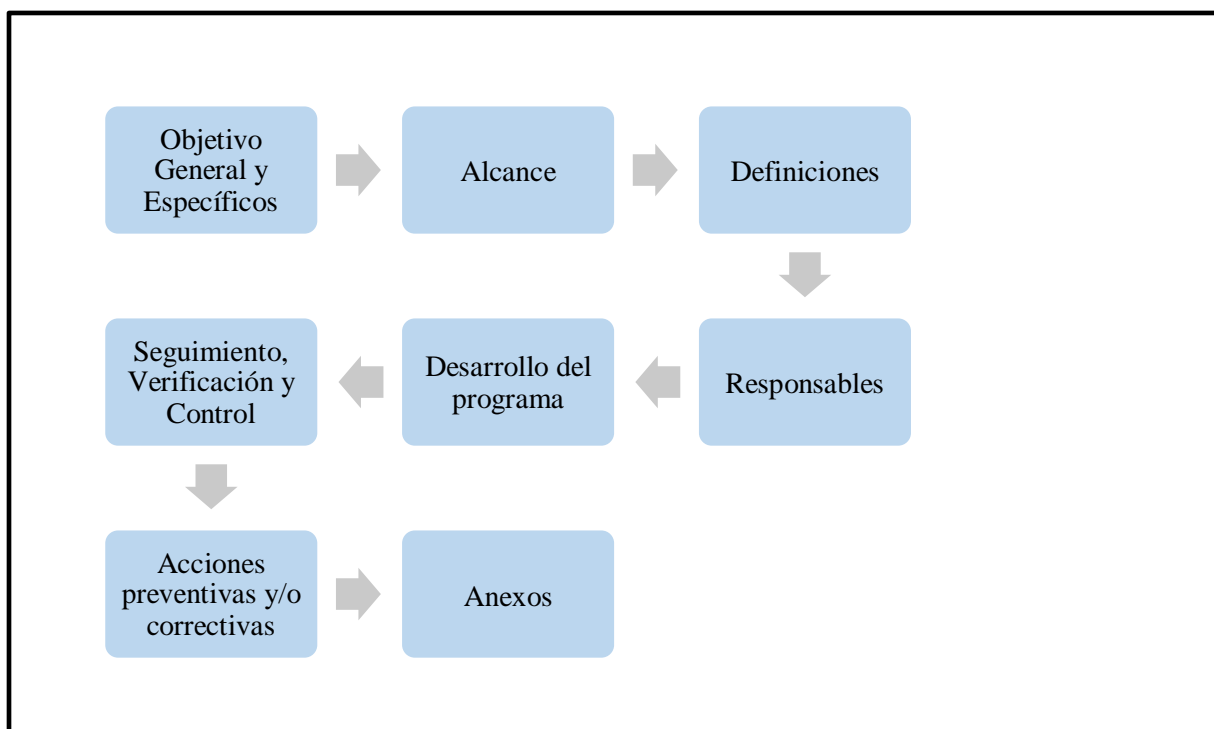 Objetivo
General y
Específicos
Alcance
Definiciones
Responsables
Desarrollo del
programa
Seguimiento,
Verificación y
Control
Acciones
preventivas y/o
correctivas
Anexos